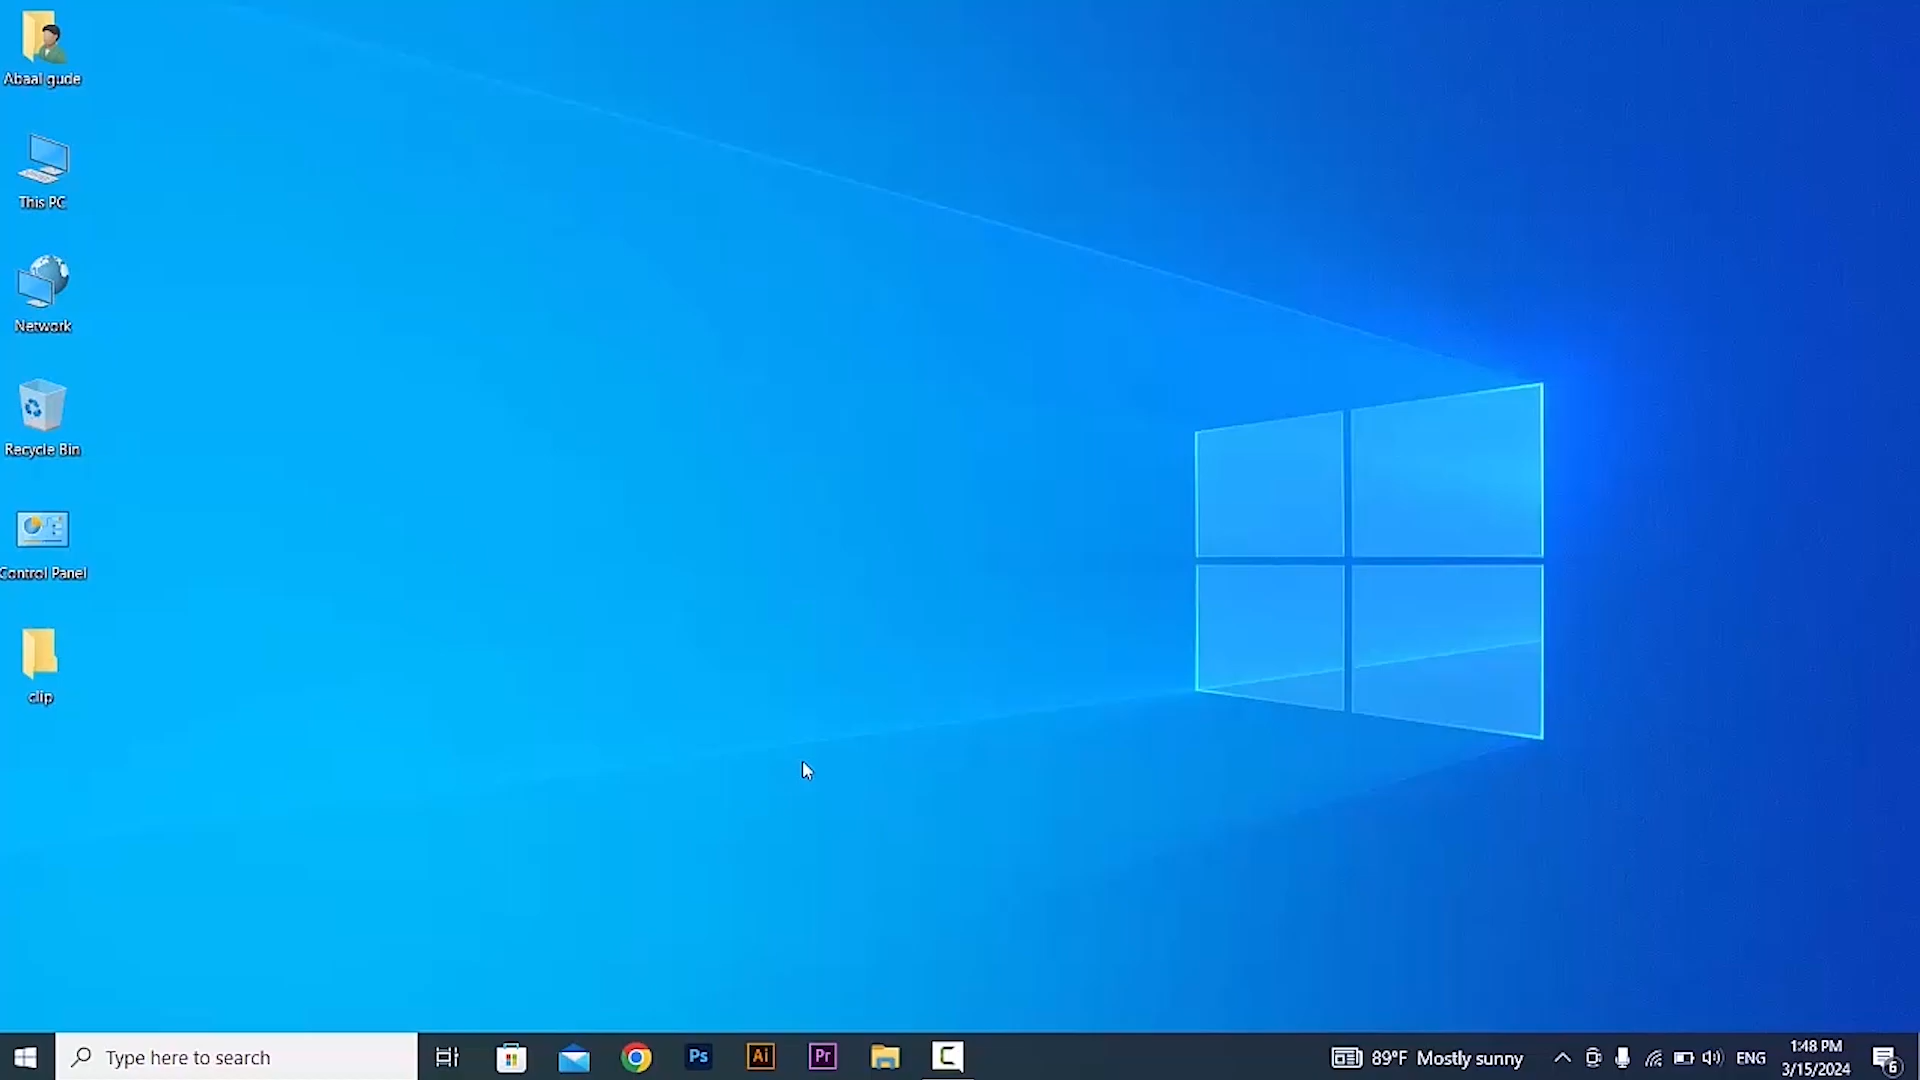 Abaal gude
This PC
Network
Recycle Bin
Control Panel
clip
Type here to search
Ps
Ai
Pr
C
89°F Mostly sunny
ENG
1:48 PM
3/15/2024
6